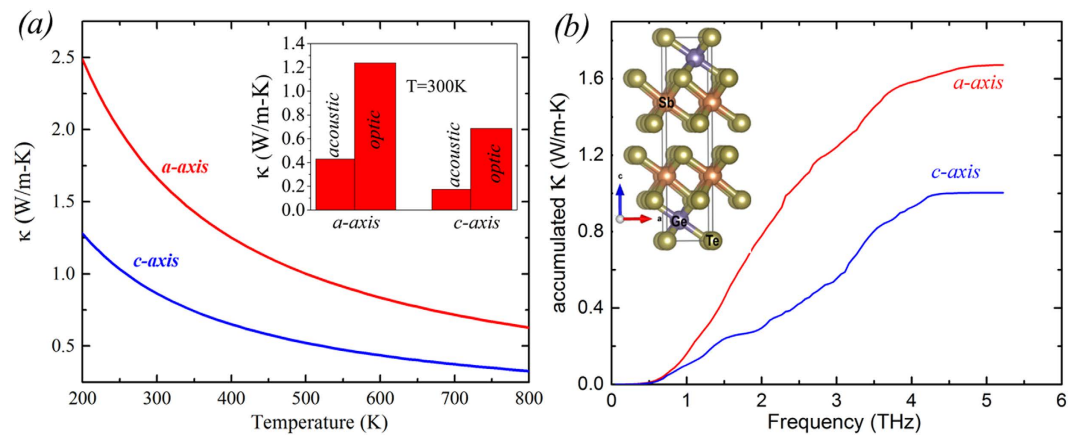 (a)
κ (W/m-K)
2.5
2.0
1.5
1.0
0.5
200 300 400 500 600 700 800
Temperature (K)
a-axis
c-axis
κ (W/m-K)
1.4
1.2
1.0
0.8
0.6
0.4
0.2
0.0
acoustic
optic
T=300K
acoustic
optic
a-axis c-axis
(b)
accumulated κ (W/m-K)
1.6
1.2
0.8
0.4
0.0
0 1 2 3 4 5 6
Frequency (THz)
a-axis
c-axis
Sb
c
a
Ge
Te